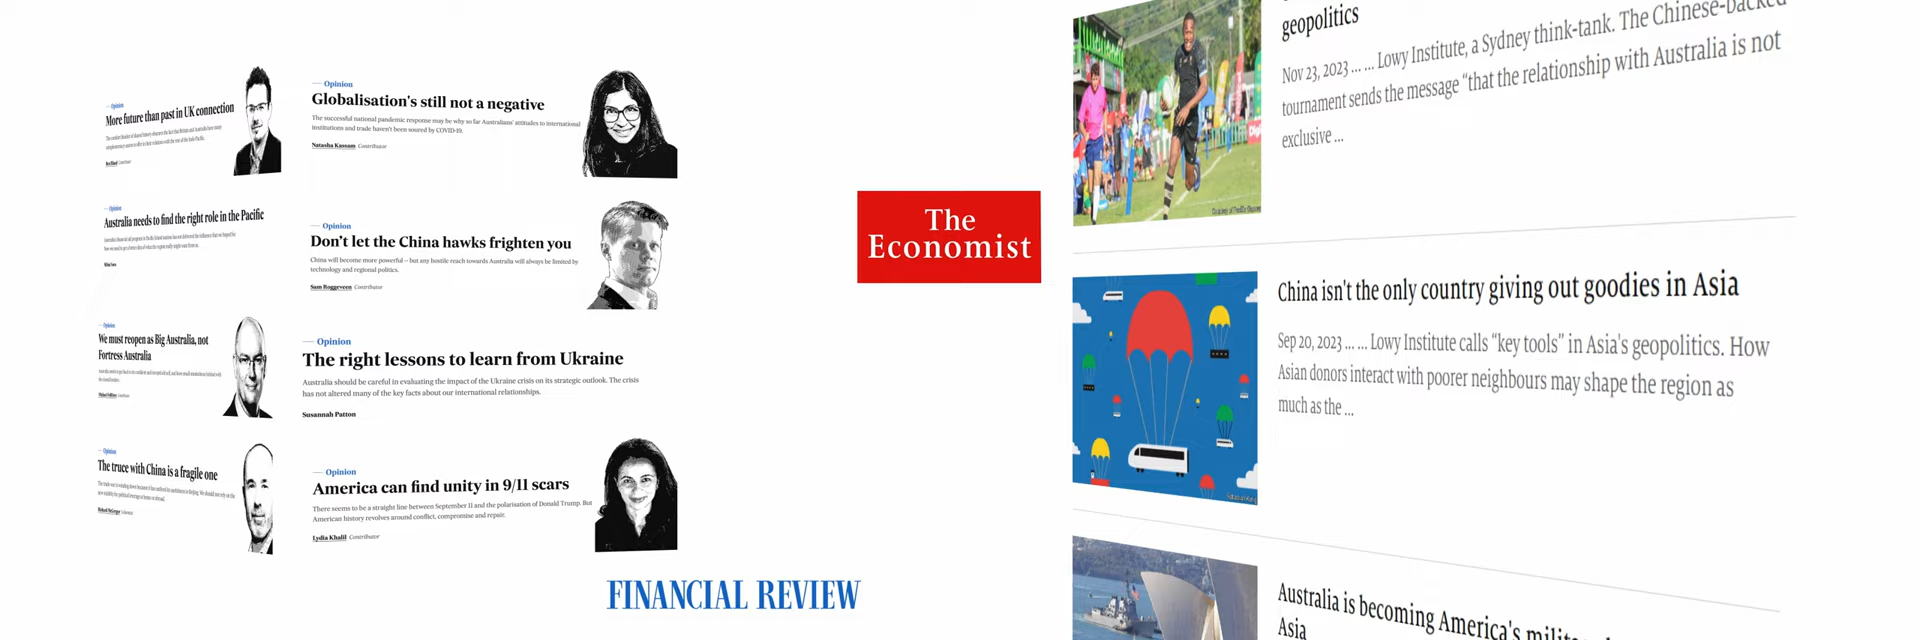 Opinion
More future than past in UK connection
Opinion
Australia needs to find the right role in the Pacific
Opinion
We must reopen as Big Australia, not
Fortress Australia
Opinion
The truce with China is a fragile one
Opinion
Globalisation's still not a negative
The successful national pandemic response may be why so far Australians' attitudes to international
institutions and trade haven't been soured by COVID-19.
Natasha Kassam Contributor
Opinion
Don't let the China hawks frighten you
China will become more powerful – but any hostile reach towards Australia will always be limited by
technology and regional politics.
Sam Roggeveen Contributor
Opinion
The right lessons to learn from Ukraine
Australia should be careful in evaluating the impact of the Ukraine crisis on its strategic outlook. The crisis
has not altered many of the key facts about our international relationships.
Susannah Patton
Opinion
America can find unity in 9/11 scars
There seems to be a straight line between September 11 and the polarisation of Donald Trump. But
American history revolves around conflict, compromise and repair.
Lydia Khalil Contributor
FINANCIAL REVIEW
The
Economist
geopolitics
Nov 23, 2023 ... ... Lowy Institute, a Sydney think-tank. The Chinese-backed
tournament sends the message “that the relationship with Australia is not
exclusive ...
China isn't the only country giving out goodies in Asia
Sep 20, 2023 ... ... Lowy Institute calls “key tools” in Asia's geopolitics. How
Asian donors interact with poorer neighbours may shape the region as
much as the ...
Australia is becoming America's
Asia